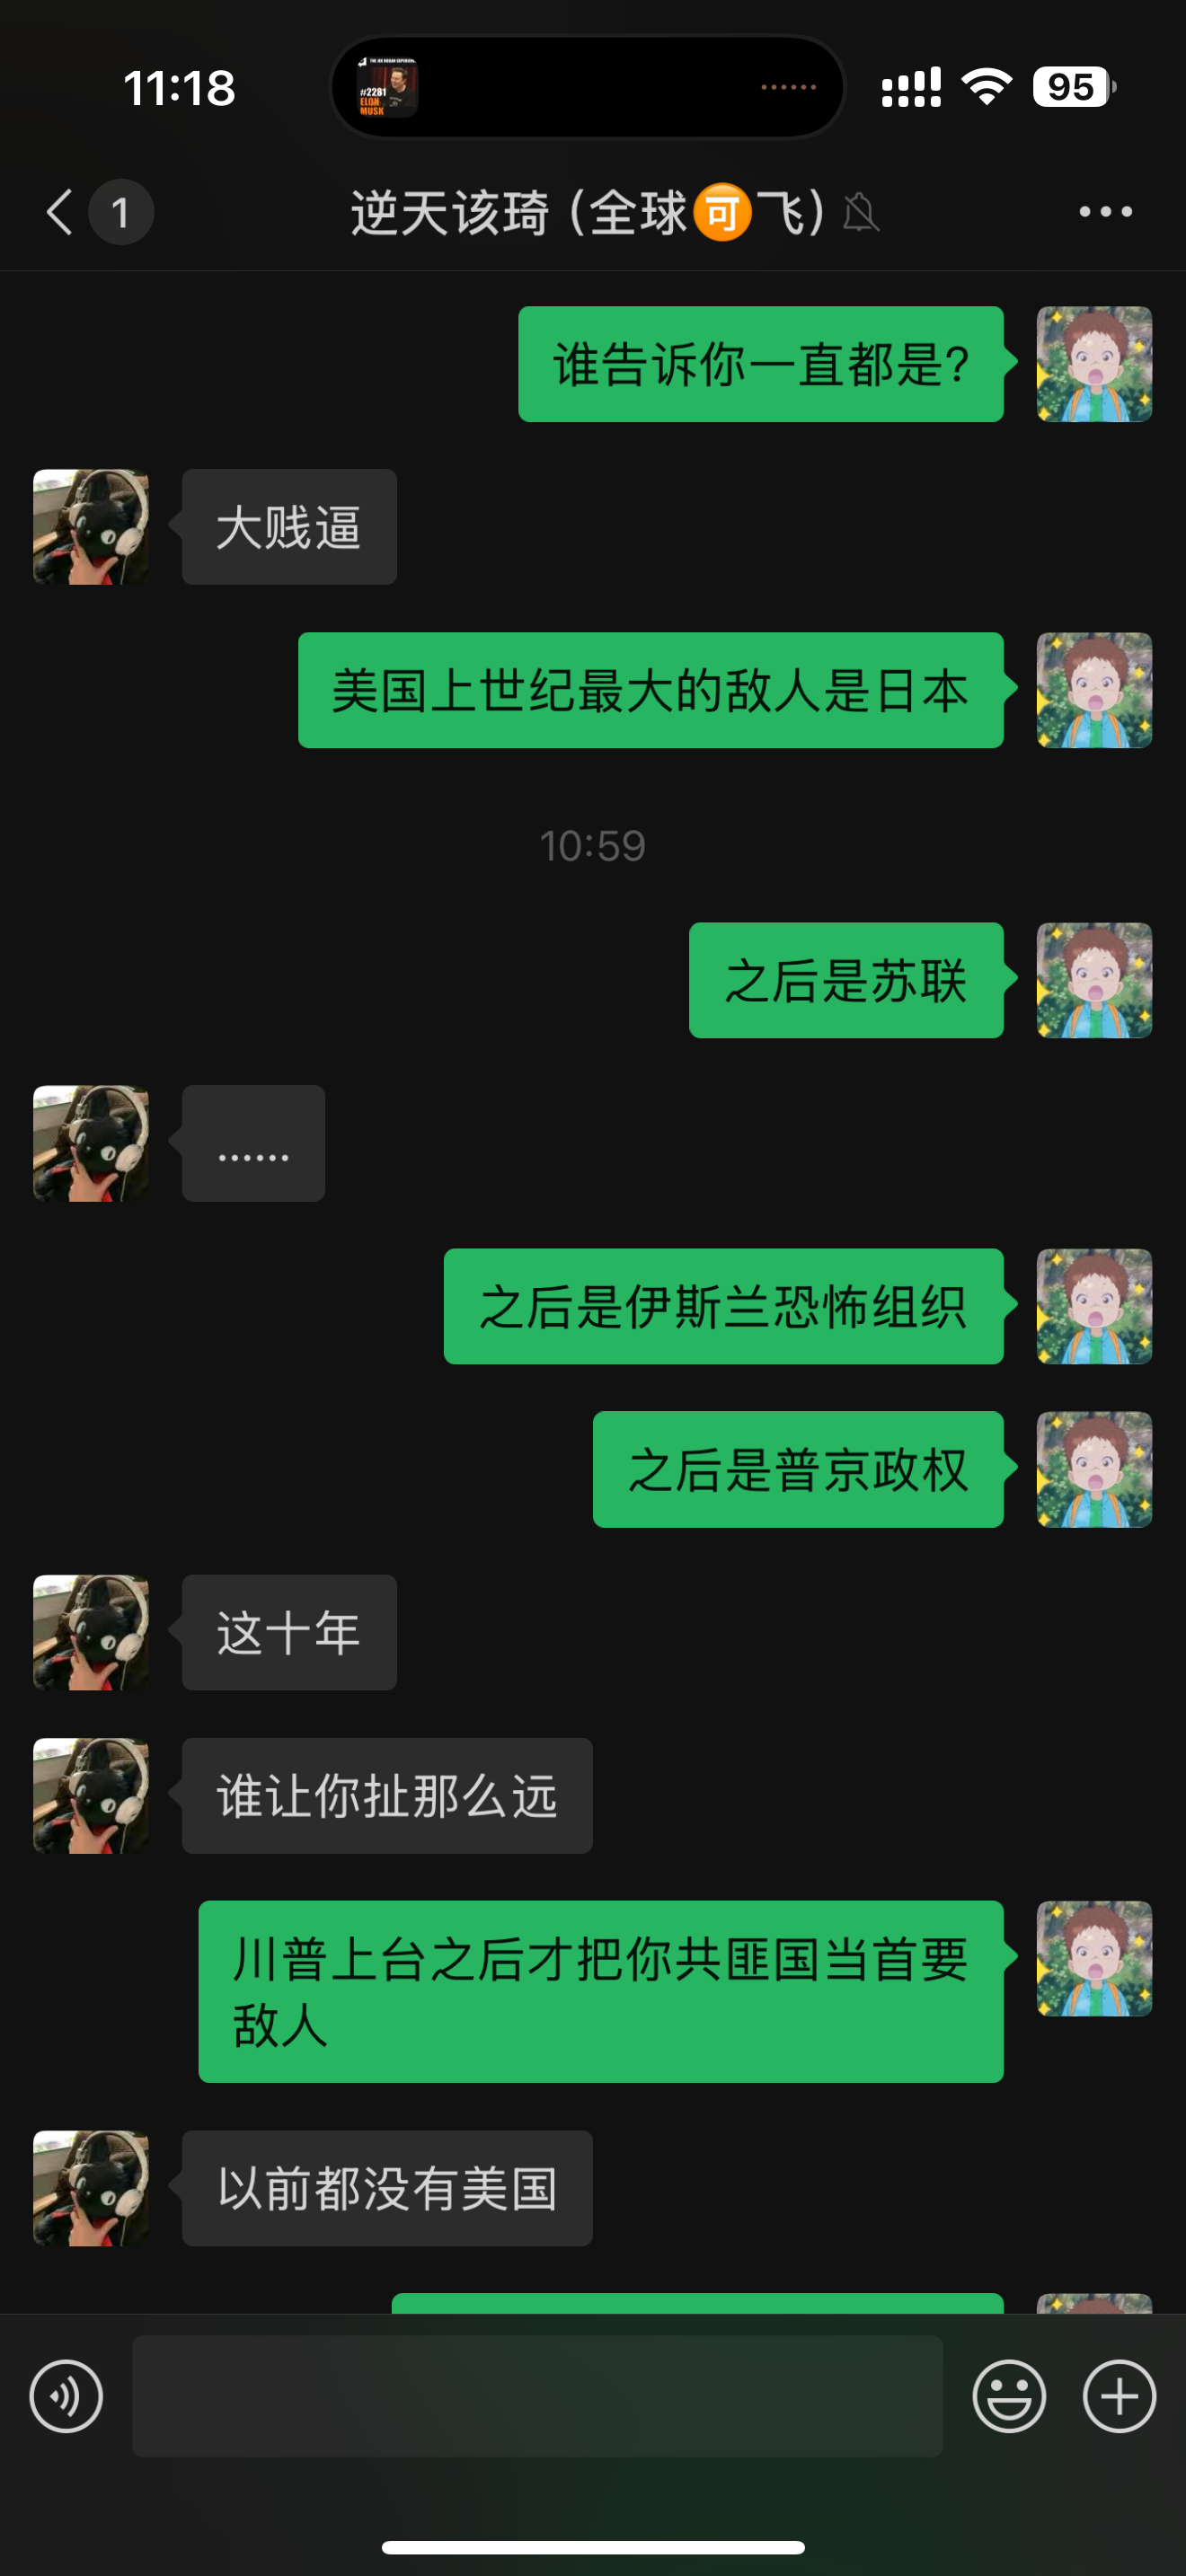 11:18
THE JOE ROGAN EXPERIENCE
#2281
ELON
MUSK
......
95
1
逆天该琦 (全球🉑飞)
谁告诉你一直都是?
大贱逼
美国上世纪最大的敌人是日本
10:59
之后是苏联
……
之后是伊斯兰恐怖组织
之后是普京政权
这十年
谁让你扯那么远
川普上台之后才把你共匪国当首要
敌人
以前都没有美国